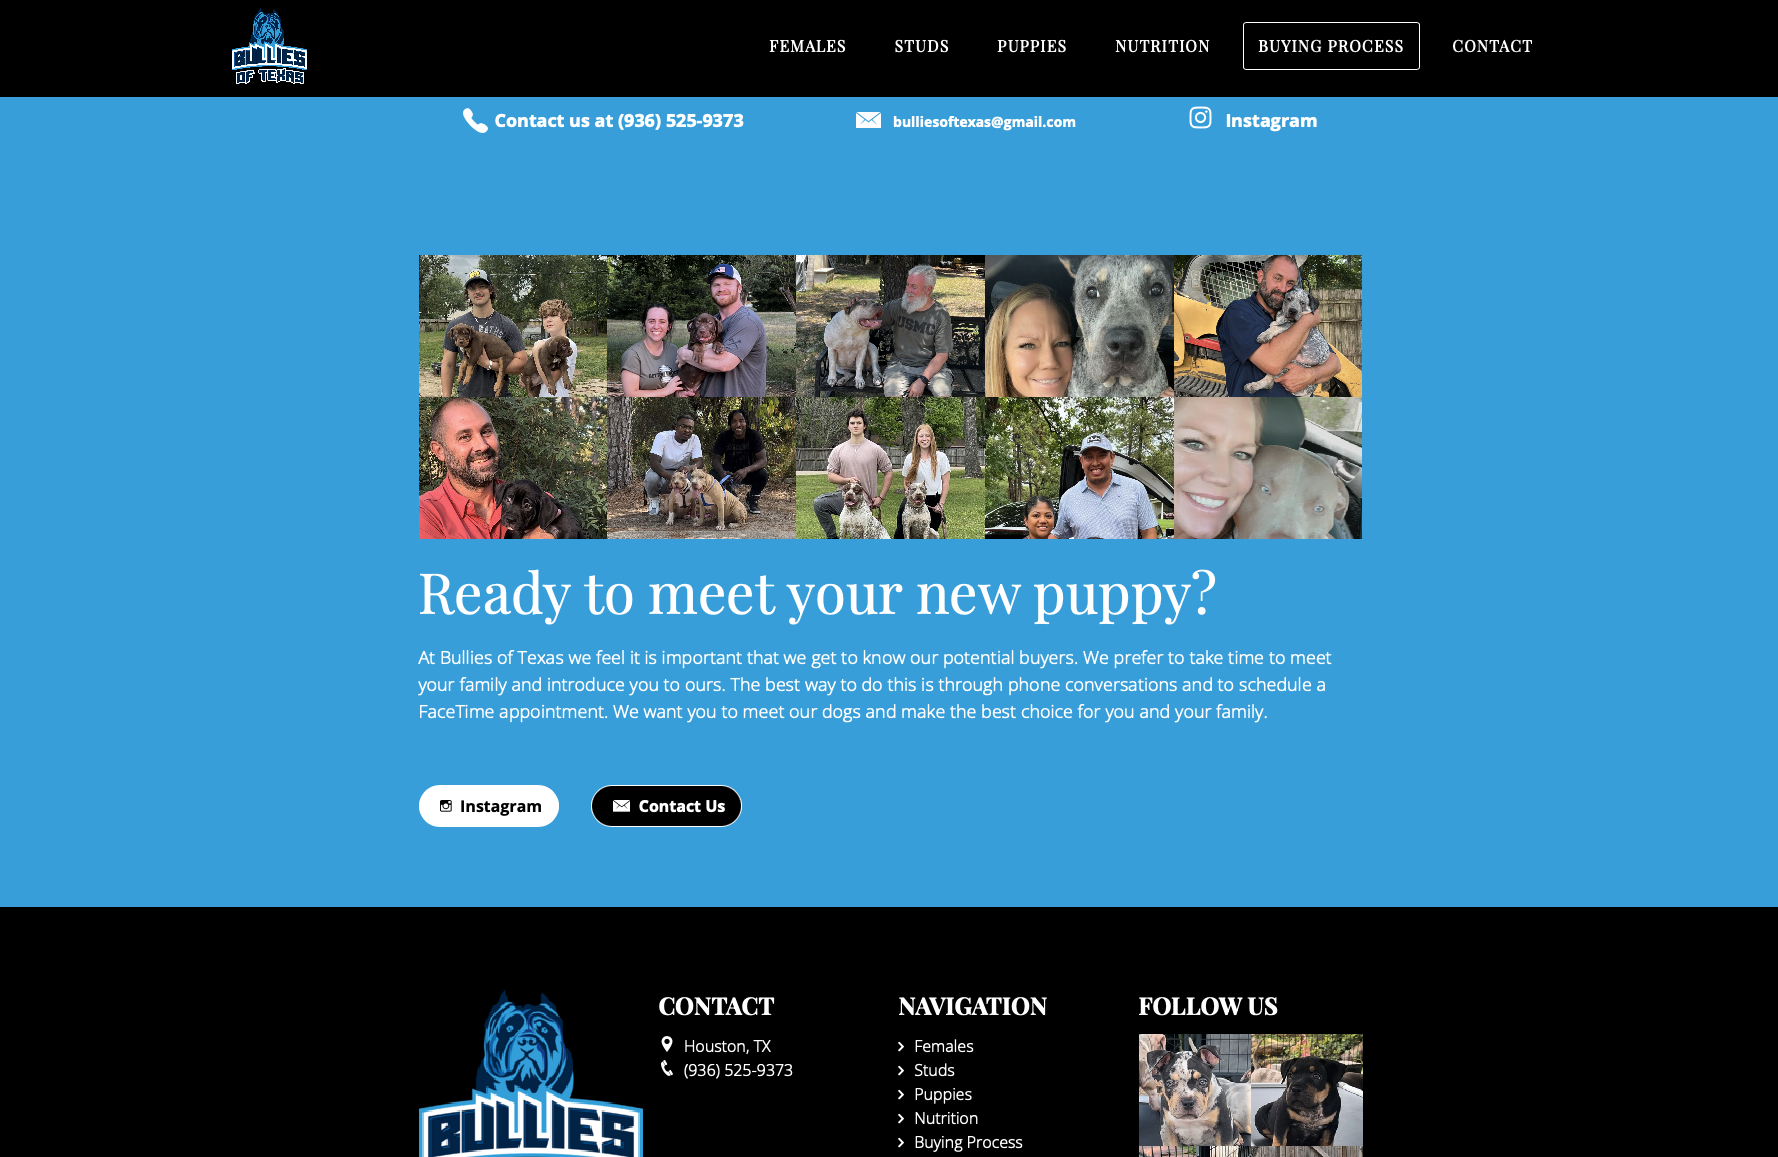 BULLIES
OF TEXAS
FEMALES
STUDS
PUPPIES
NUTRITION
BUYING PROCESS
CONTACT
Contact us at (936) 525-9373
bulliesoftexas@gmail.com
Instagram
USMC
Ready to meet your new puppy?
At Bullies of Texas we feel it is important that we get to know our potential buyers. We prefer to take time to meet
your family and introduce you to ours. The best way to do this is through phone conversations and to schedule a
FaceTime appointment. We want you to meet our dogs and make the best choice for you and your family.
Instagram
Contact Us
BULLIES
CONTACT
Houston, TX
(936) 525-9373
NAVIGATION
Females
Studs
Puppies
Nutrition
Buying Process
FOLLOW US